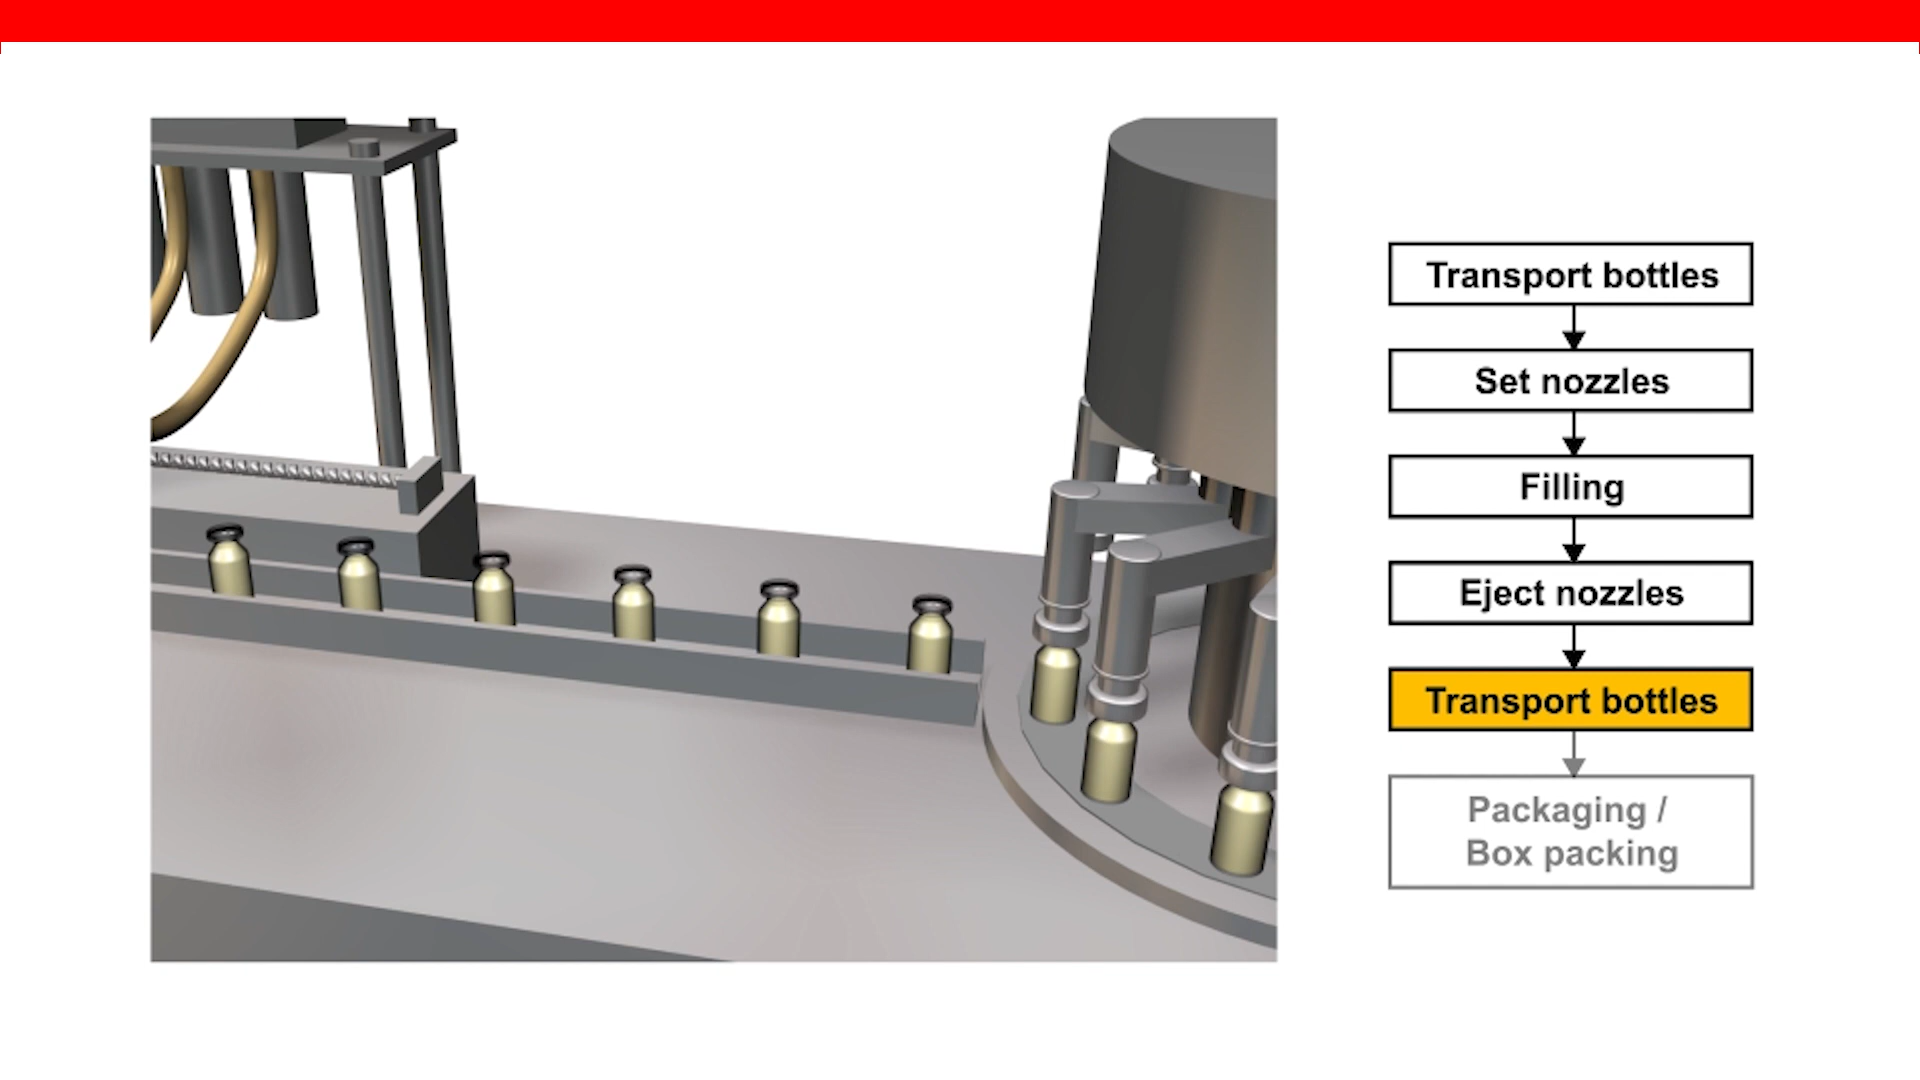 Transport bottles
Set nozzles
Filling
Eject nozzles
Transport bottles
Packaging /
Box packing